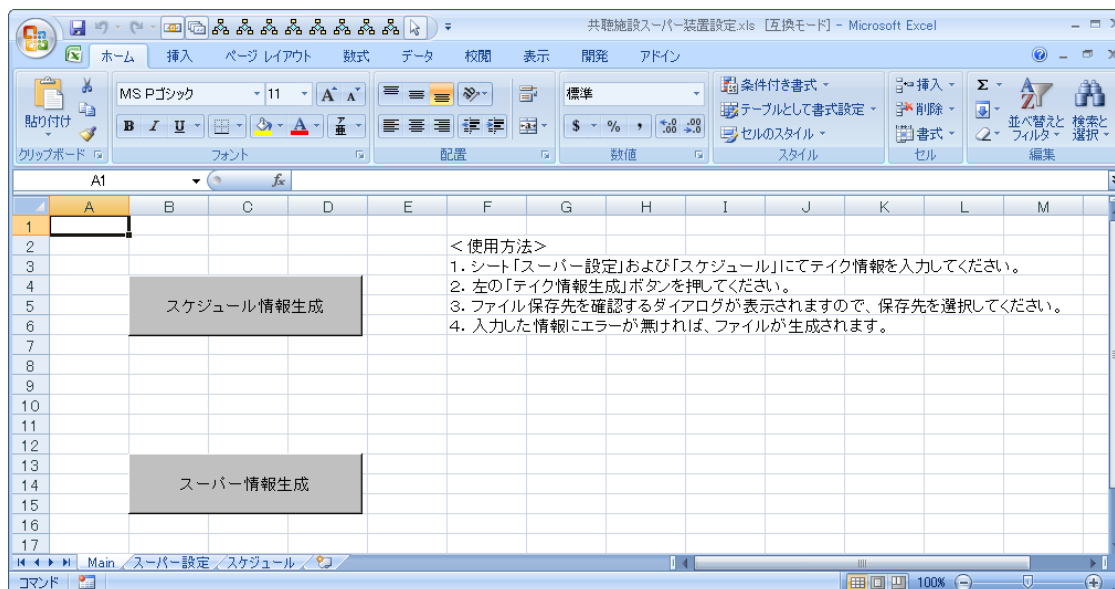 共聴施設スーパー装置設定.xls [互換モード] - Microsoft Excel
ホーム 挿入 ページ レイアウト 数式 データ 校閲 表示 開発 アドイン
MS Pゴシック 11 標準 条件付き書式 挿入 Σ
貼り付け テーブルとして書式設定 削除 並べ替えと フィルタ 検索と 選択
B I U A A 亜 $ % , セルのスタイル 書式
クリップボード フォント 配置 数値 スタイル セル 編集
A1 fx
A B C D E F G H I J K L M
1
2 <使用方法>
3 1. シート「スーパー設定」および「スケジュール」にてテイク情報を入力してください。
4 2. 左の「テイク情報生成」ボタンを押してください。
5 スケジュール情報生成 3. ファイル保存先を確認するダイアログが表示されますので、保存先を選択してください。
6 4. 入力した情報にエラーが無ければ、ファイルが生成されます。
7
8
9
10
11
12
13
14 スーパー情報生成
15
16
17
Main スーパー設定 スケジュール
コマンド 100%